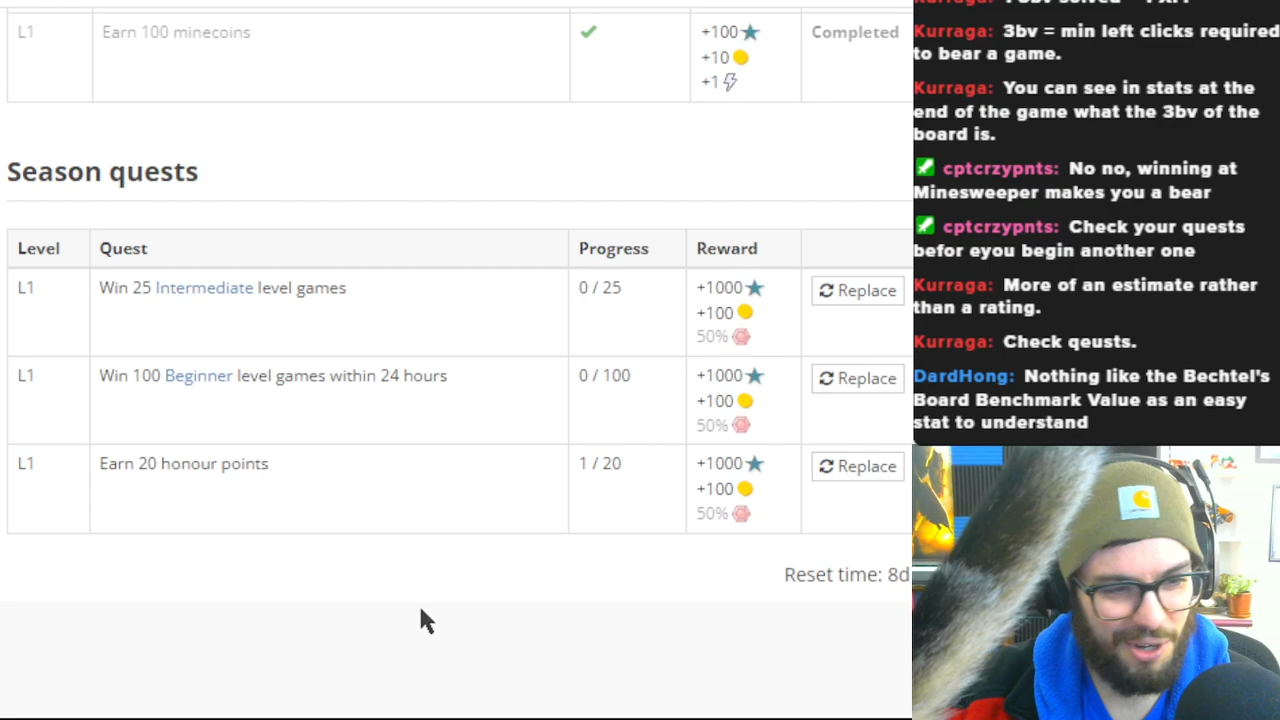 L1 Earn 100 minecoins +100 Completed
+10
+1
Season quests
Level Quest Progress Reward
L1 Win 25 Intermediate level games 0 / 25 +1000 Replace
+100
50%
L1 Win 100 Beginner level games within 24 hours 0 / 100 +1000 Replace
+100
50%
L1 Earn 20 honour points 1 / 20 +1000 Replace
+100
50%
Reset time: 8d
Kurraga: 3bv = min left clicks required
to bear a game.
Kurraga: You can see in stats at the
end of the game what the 3bv of the
board is.
cptcrzypnts: No no, winning at
Minesweeper makes you a bear
cptcrzypnts: Check your quests
befor eyou begin another one
Kurraga: More of an estimate rather
than a rating.
Kurraga: Check qeusts.
DardHong: Nothing like the Bechtel's
Board Benchmark Value as an easy
stat to understand